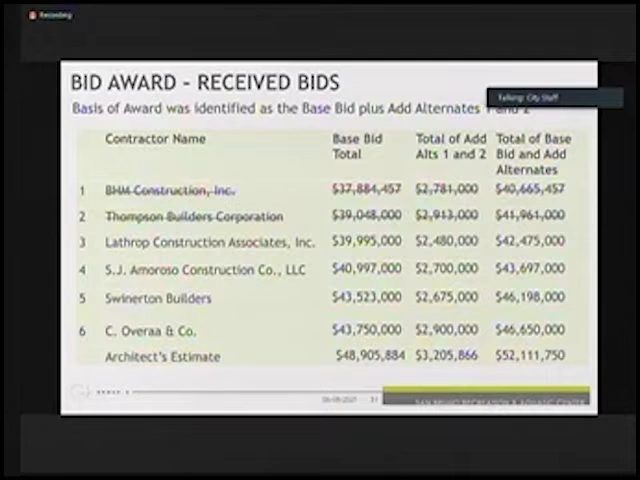 Recording
BID AWARD – RECEIVED BIDS
Talking: City Staff
Basis of Award was identified as the Base Bid plus Add Alternates 1 and 2
Contractor Name Base Bid Total Total of Add Alts 1 and 2 Total of Base Bid and Add Alternates
1 BHM Construction, Inc. $37,884,457 $2,781,000 $40,665,457
2 Thompson Builders Corporation $39,048,000 $2,913,000 $41,961,000
3 Lathrop Construction Associates, Inc. $39,995,000 $2,480,000 $42,475,000
4 S.J. Amoroso Construction Co., LLC $40,997,000 $2,700,000 $43,697,000
5 Swinerton Builders $43,523,000 $2,675,000 $46,198,000
6 C. Overaa & Co. $43,750,000 $2,900,000 $46,650,000
Architect's Estimate $48,905,884 $3,205,866 $52,111,750
SAN BRUNO RECREATION & AQUATIC CENTER